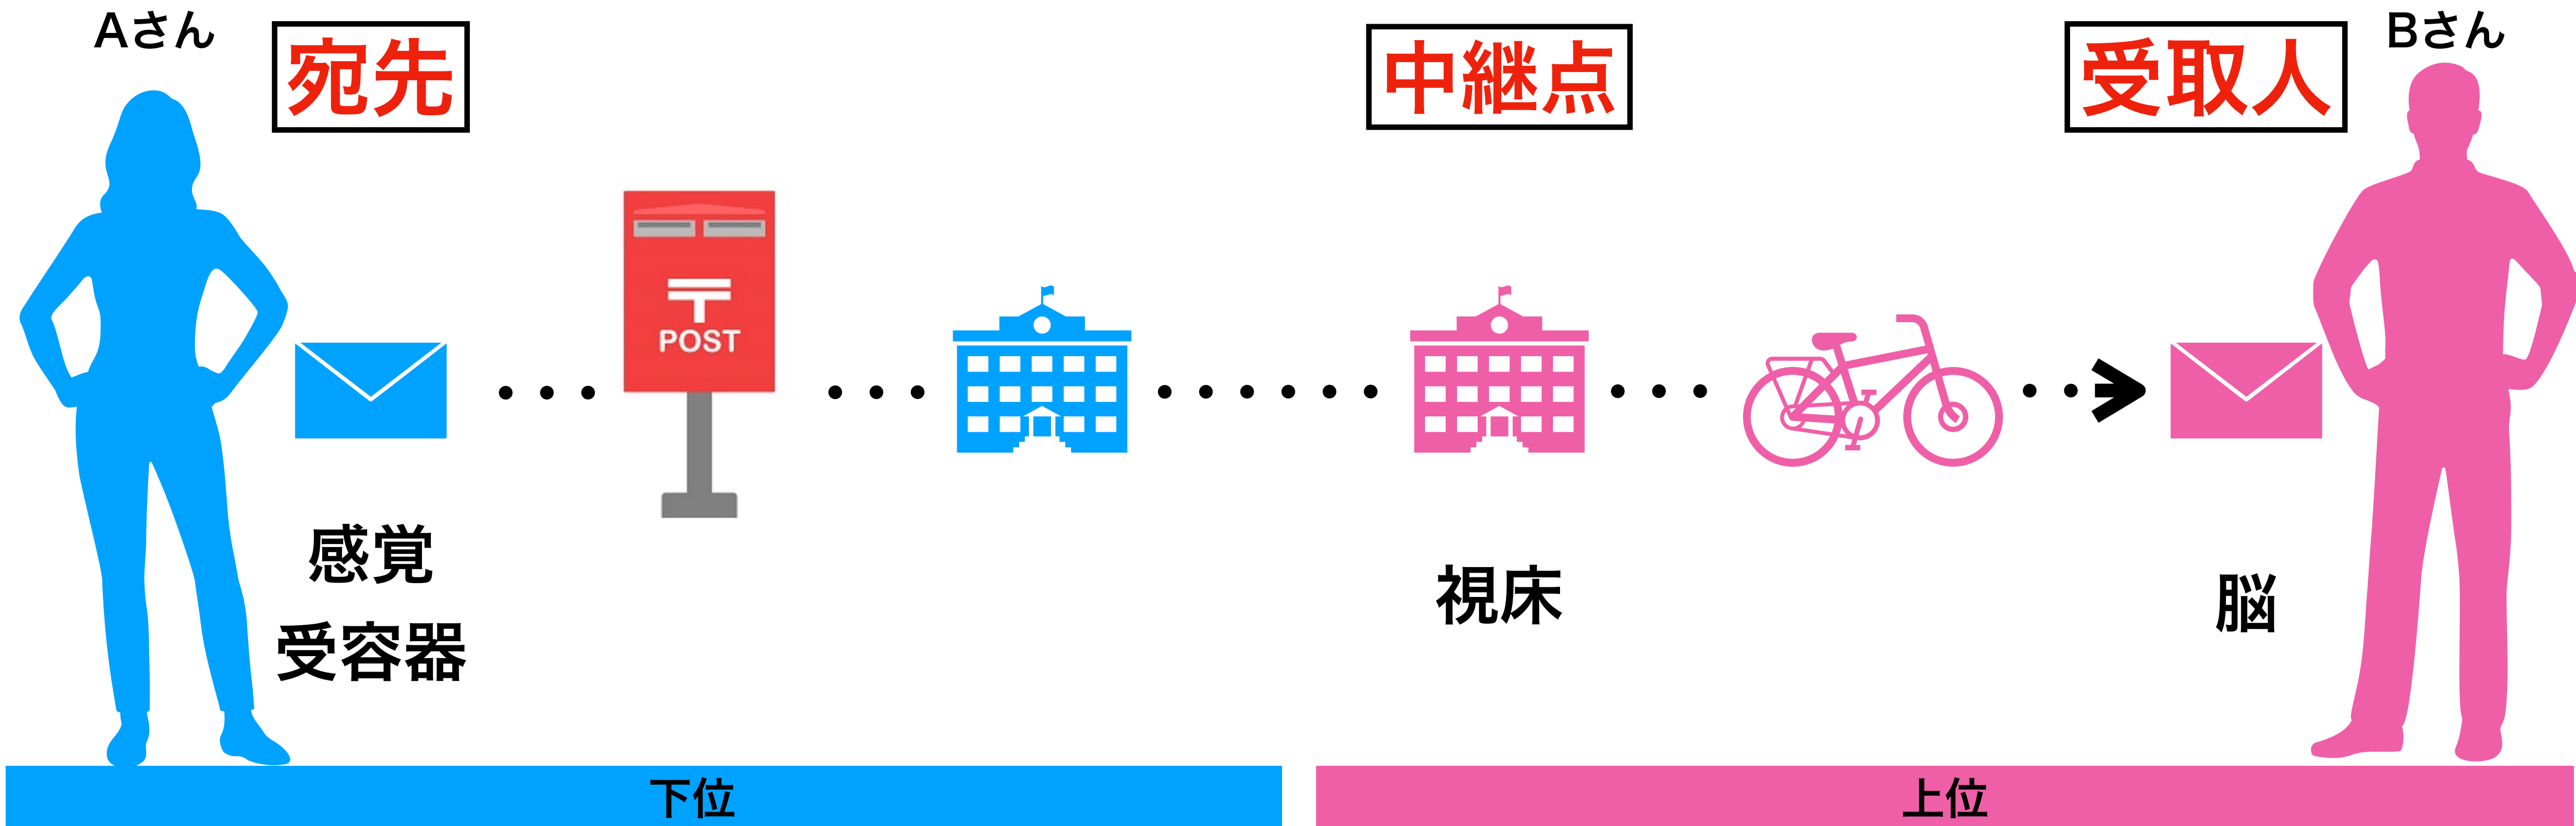 Aさん
宛先
中継点
受取人
Bさん
〒
POST
感覚
受容器
視床
脳
下位
上位